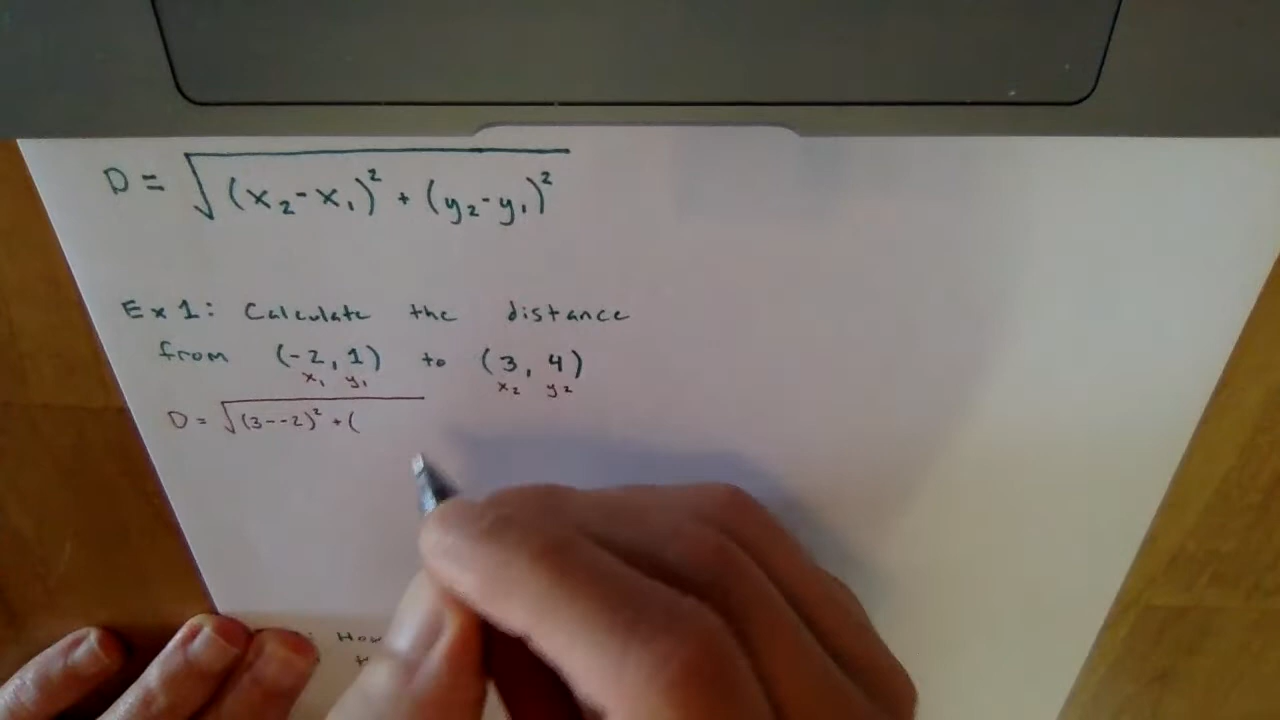 D = √(x₂-x₁)² + (y₂-y₁)²
Ex 1: Calculate the distance
from (-2, 1) to (3, 4)
x₁ y₁ x₂ y₂
D = √(3--2)² + (
: How